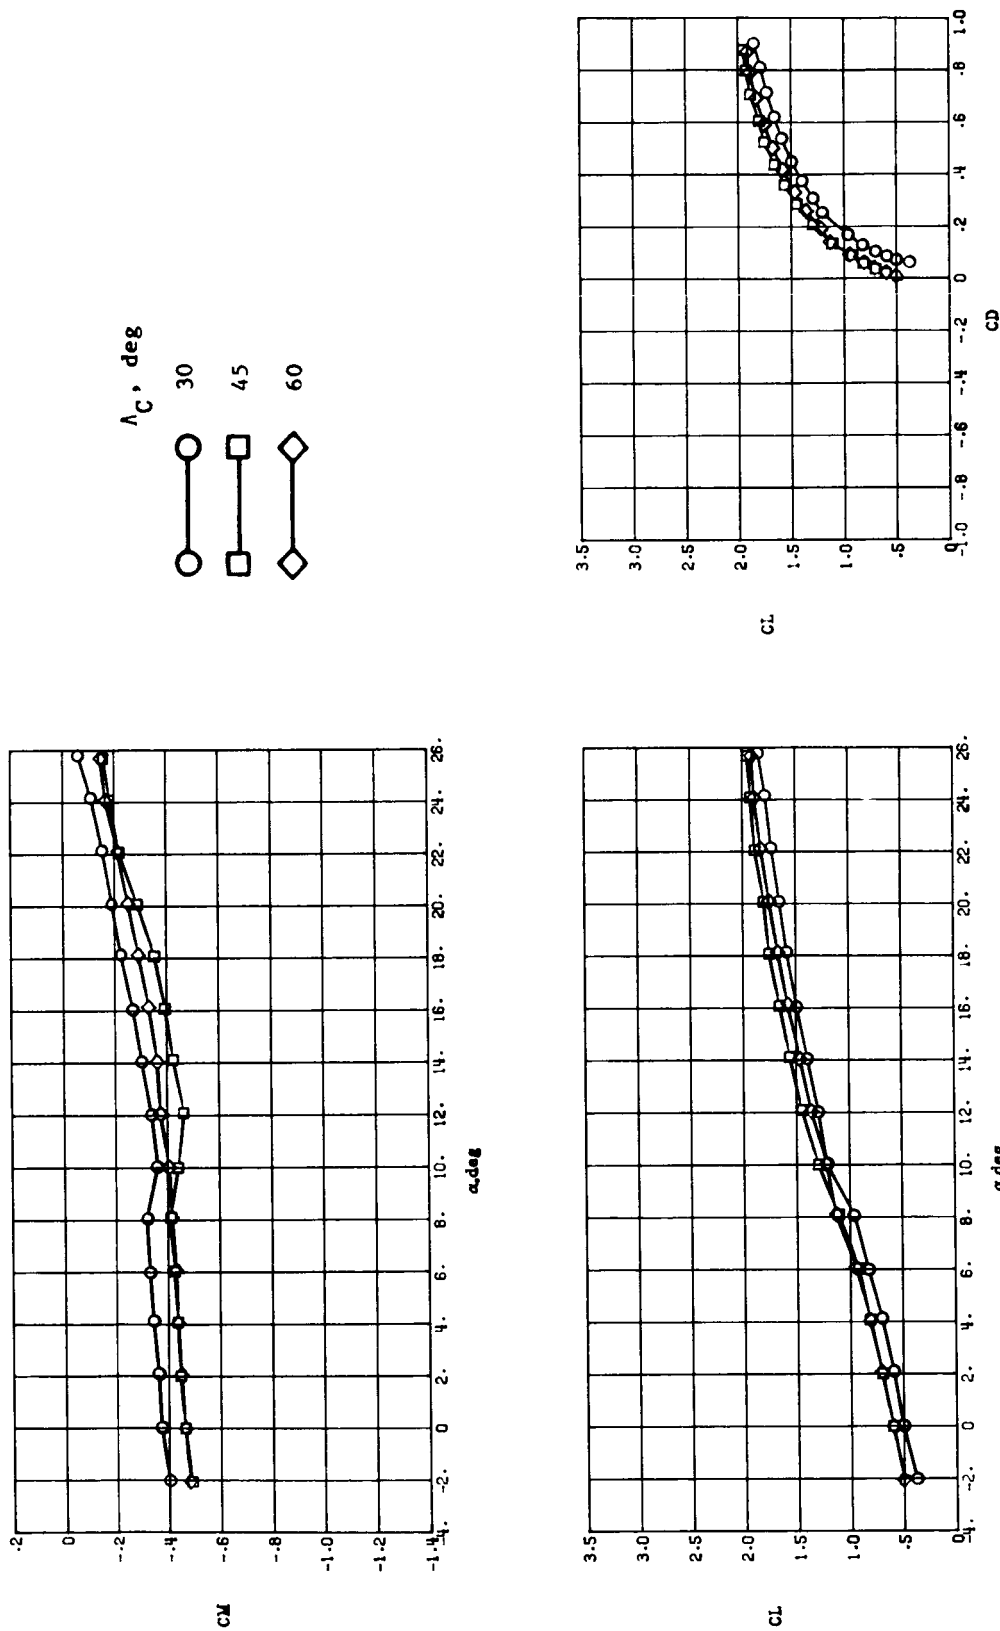 ΛC, deg
30
45
60
CM
.2
0
-.2
-.4
-.6
-.8
-1.0
-1.2
-1.4
-4. -2. 0 2. 4. 6. 8. 10. 12. 14. 16. 18. 20. 22. 24. 26.
α,deg
CL
3.5
3.0
2.5
2.0
1.5
1.0
.5
0
-4. -2. 0 2. 4. 6. 8. 10. 12. 14. 16. 18. 20. 22. 24. 26.
α,deg
CL
3.5
3.0
2.5
2.0
1.5
1.0
.5
0
-1.0 -.8 -.6 -.4 -.2 0 .2 .4 .6 .8 1.0
CD